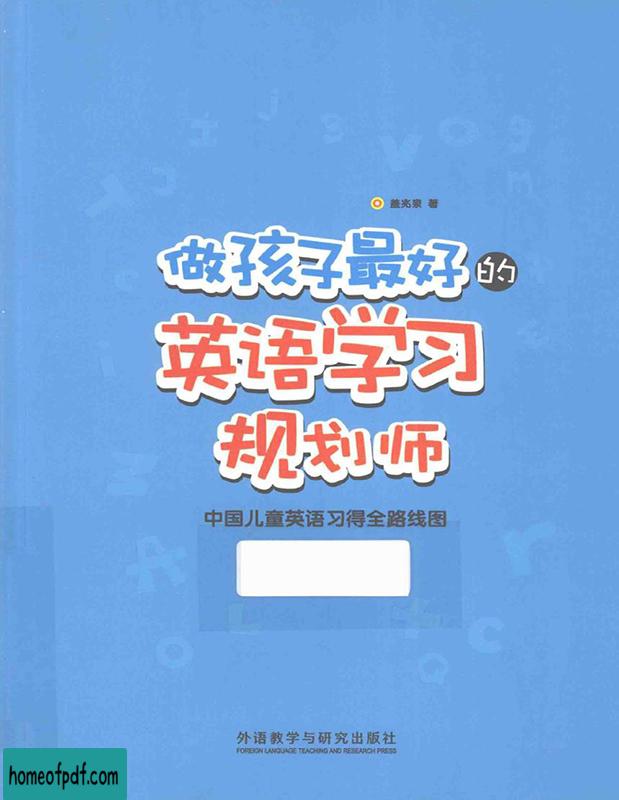 盖兆泉 著
做孩子最好的
英语学习
规划师
中国儿童英语习得全路线图
外语教学与研究出版社
FOREIGN LANGUAGE TEACHING AND RESEARCH PRESS
homeofpdf.com